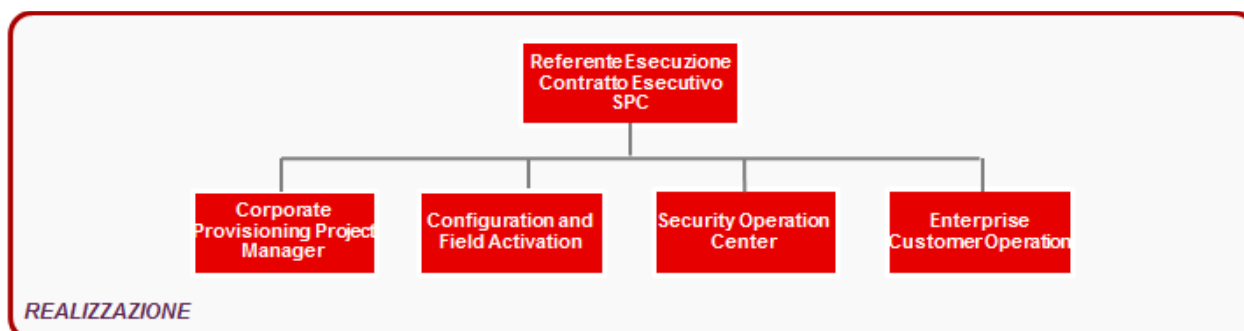 Referente Esecuzione
Contratto Esecutivo
SPC
Corporate
Provisioning Project
Manager
Configuration and
Field Activation
Security Operation
Center
Enterprise
Customer Operation
REALIZZAZIONE